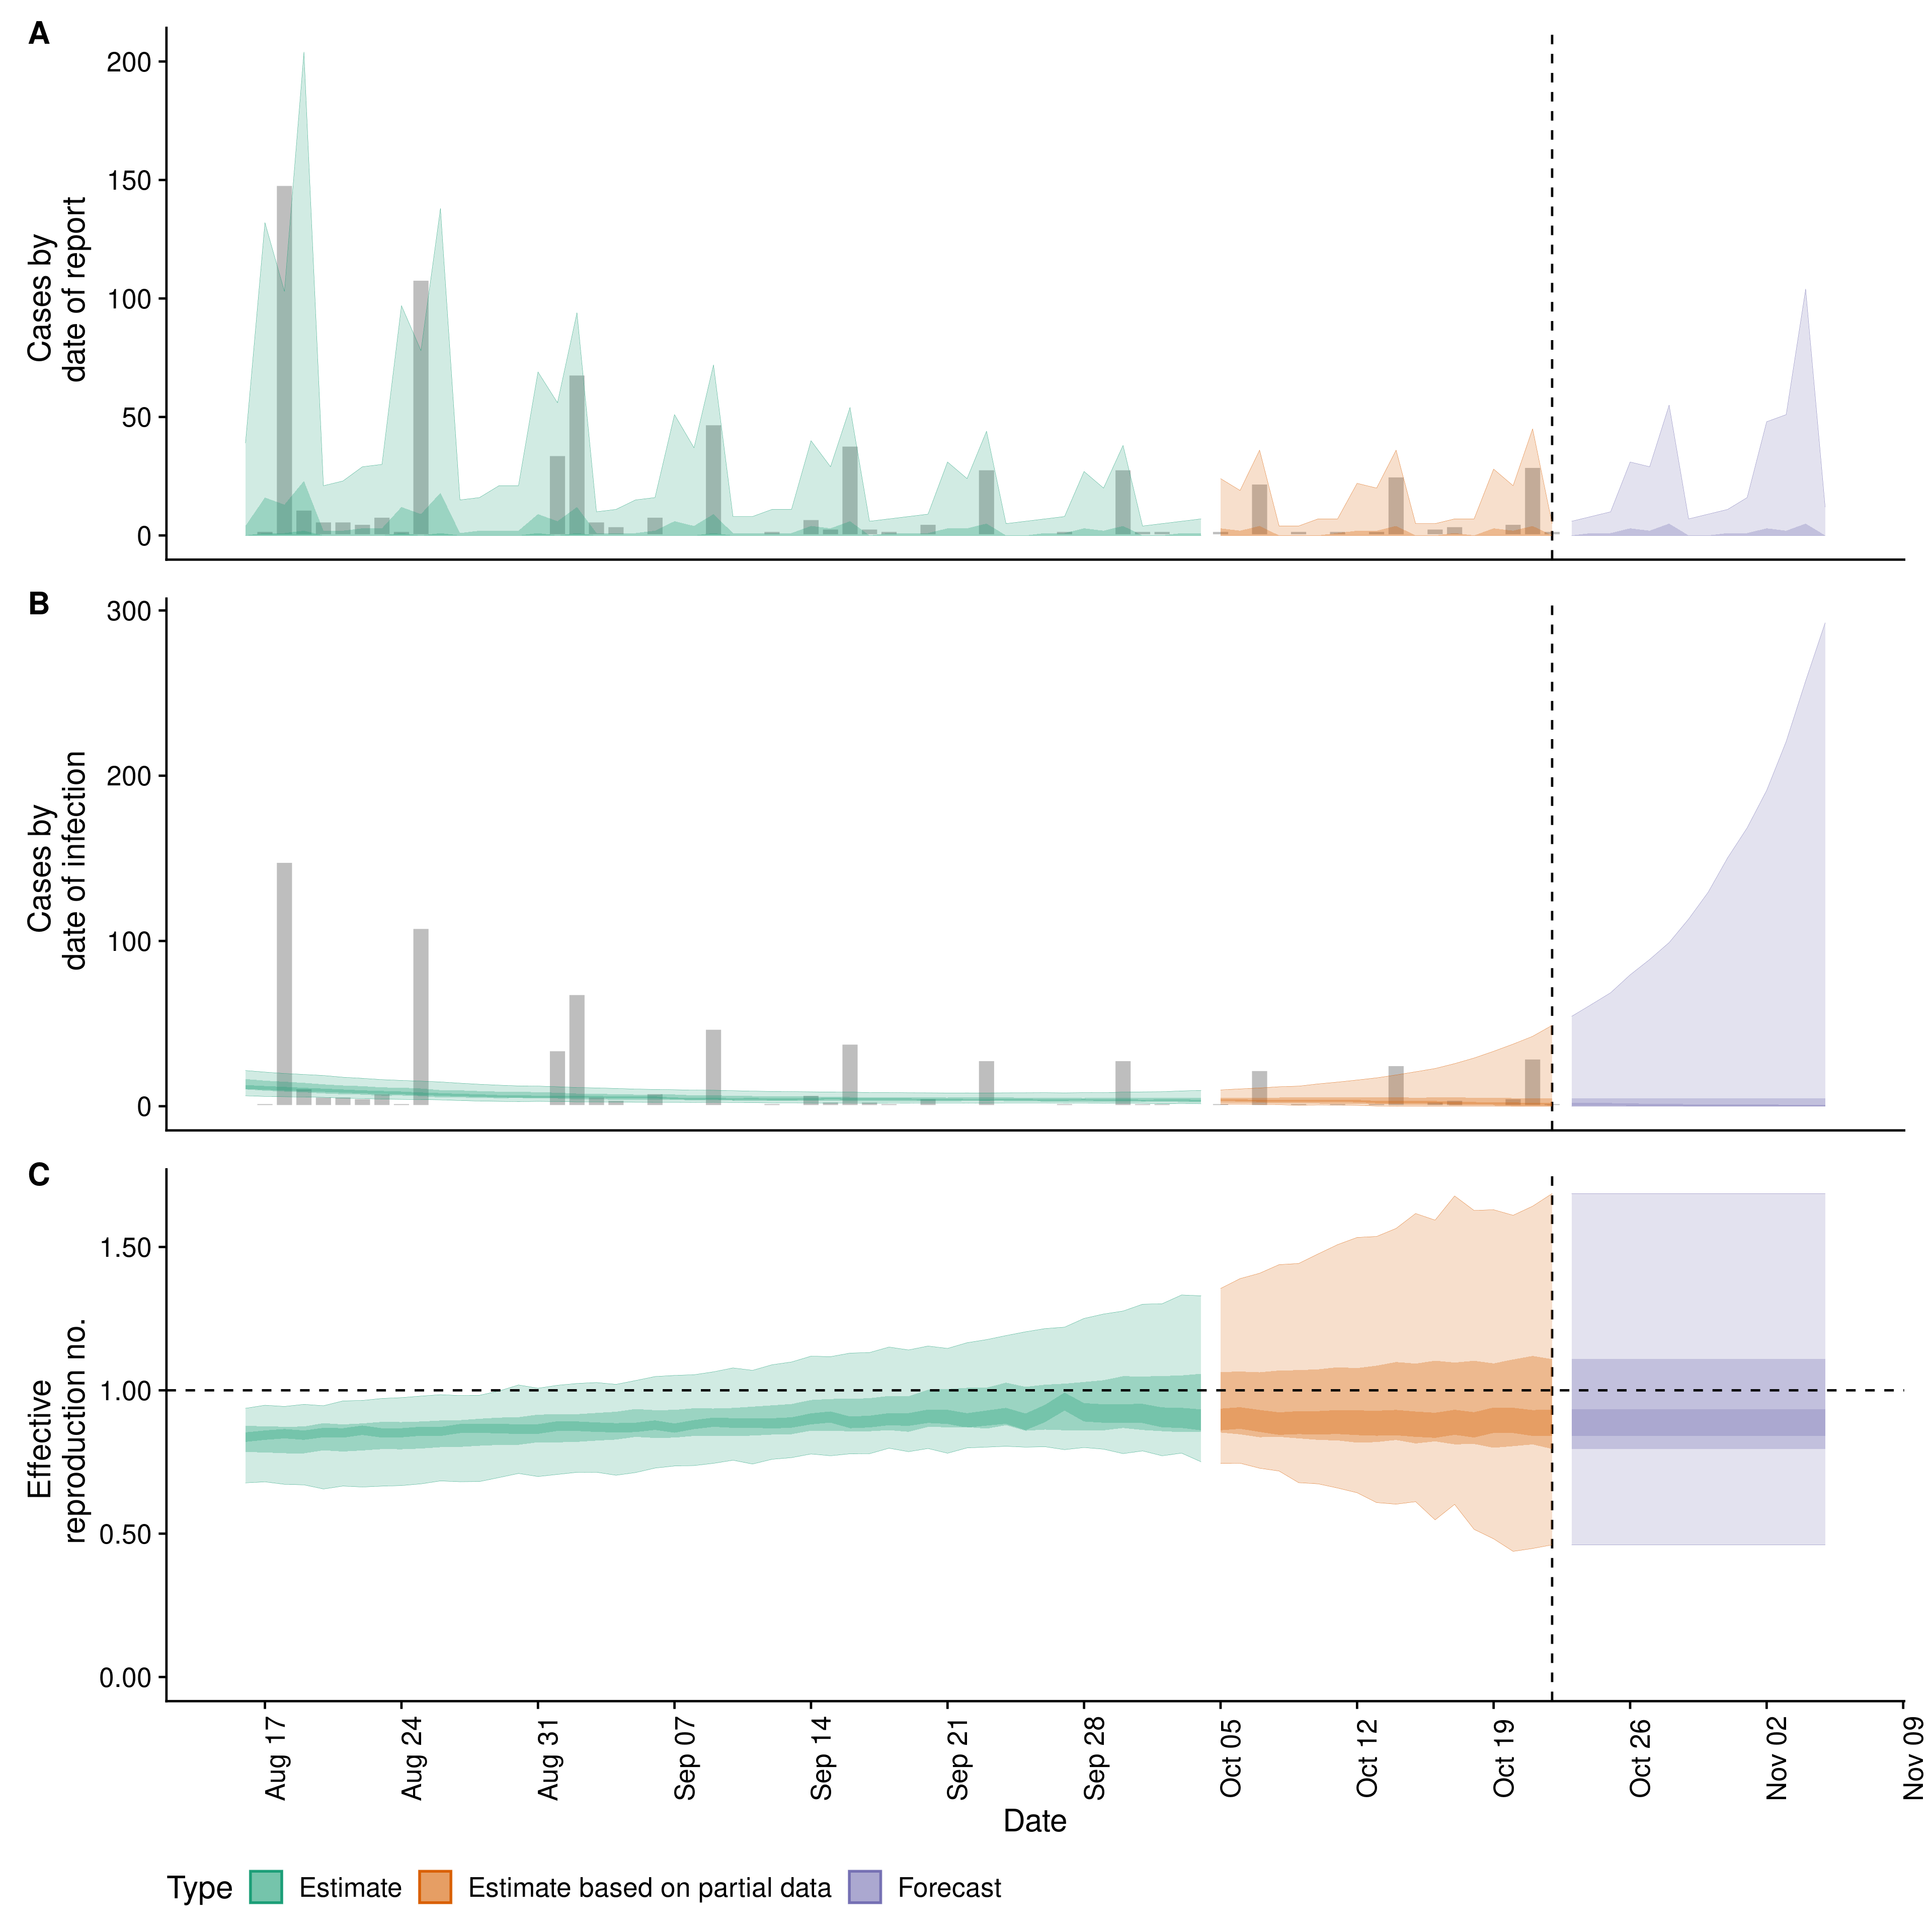 A
200
150
100
50
0
Cases by
date of report
B
300
200
100
0
Cases by
date of infection
C
1.50
1.00
0.50
0.00
Effective
reproduction no.
Aug 17
Aug 24
Aug 31
Sep 07
Sep 14
Sep 21
Sep 28
Oct 05
Oct 12
Oct 19
Oct 26
Nov 02
Nov 09
Date
Type Estimate Estimate based on partial data Forecast